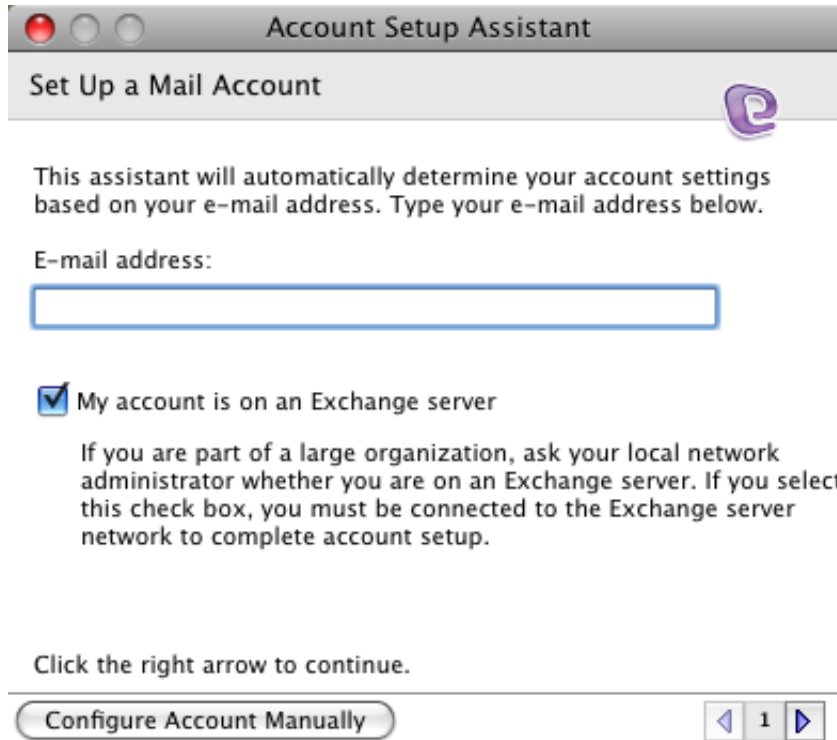 Account Setup Assistant
Set Up a Mail Account
This assistant will automatically determine your account settings
based on your e-mail address. Type your e-mail address below.
E-mail address:
My account is on an Exchange server
If you are part of a large organization, ask your local network
administrator whether you are on an Exchange server. If you select
this check box, you must be connected to the Exchange server
network to complete account setup.
Click the right arrow to continue.
Configure Account Manually
1